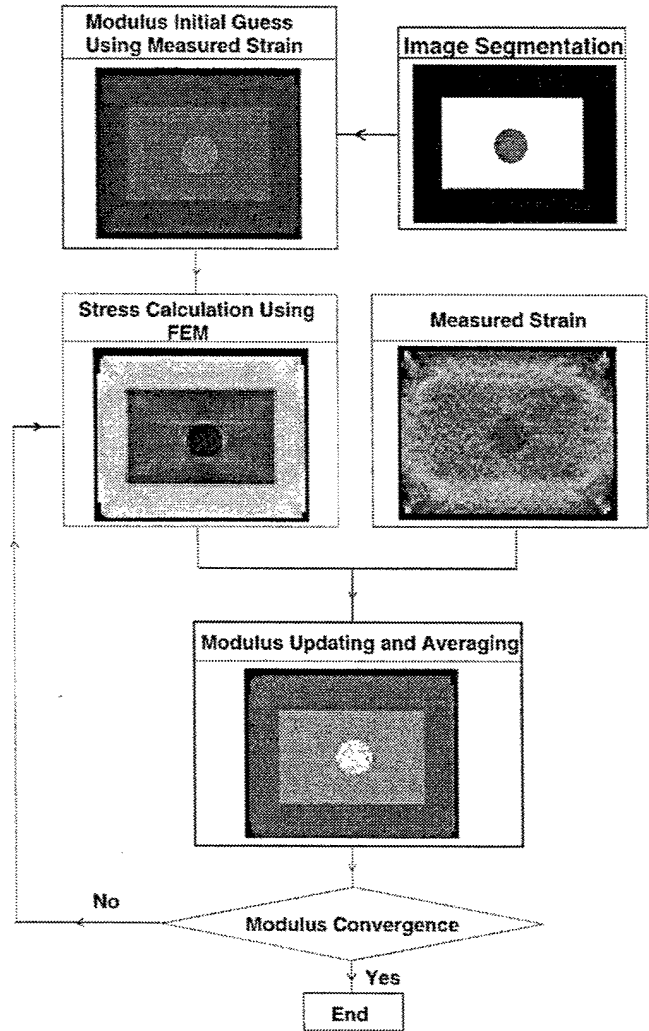 Modulus Initial Guess
Using Measured Strain
Image Segmentation
Stress Calculation Using
FEM
Measured Strain
Modulus Updating and Averaging
No
Modulus Convergence
Yes
End